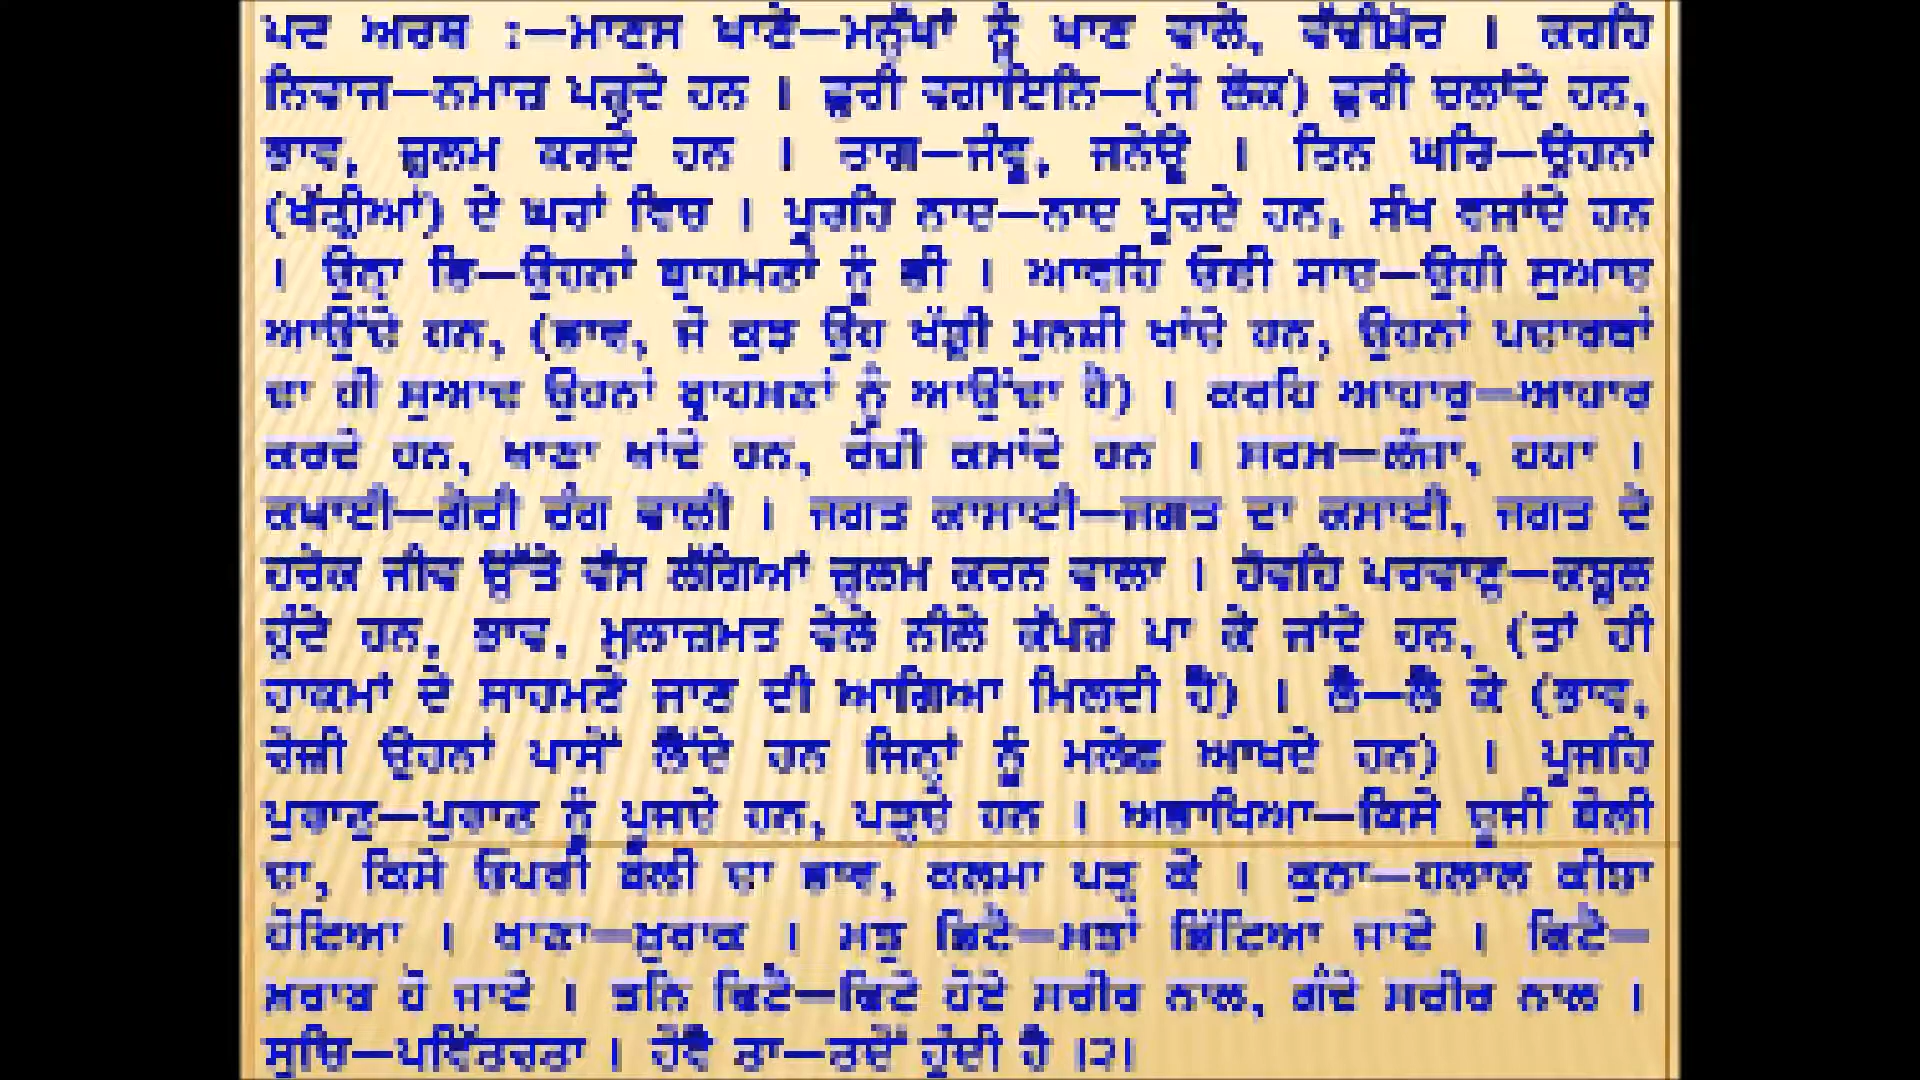 ਪਦ ਅਰਥ :—ਮਾਣਸ ਖਾਣੇ—ਮਨੁੱਖਾਂ ਨੂੰ ਖਾਣ ਵਾਲੇ, ਵੱਢੀਖ਼ੋਰ । ਕਰਹਿ
ਨਿਵਾਜ—ਨਮਾਜ਼ ਪੜ੍ਹਦੇ ਹਨ । ਛੁਰੀ ਵਗਾਇਨਿ—(ਜੋ ਲੋਕ) ਛੁਰੀ ਚਲਾਂਦੇ ਹਨ,
ਭਾਵ, ਜ਼ੁਲਮ ਕਰਦੇ ਹਨ । ਤਾਗ—ਜੰਞੂ, ਜਨੇਊ । ਤਿਨ ਘਰਿ—ਉਹਨਾਂ
(ਖੱਤ੍ਰੀਆਂ) ਦੇ ਘਰਾਂ ਵਿਚ । ਪੂਰਹਿ ਨਾਦ—ਨਾਦ ਪੂਰਦੇ ਹਨ, ਸੰਖ ਵਜਾਂਦੇ ਹਨ
। ਉਨ੍ਹਾ ਭਿ—ਉਹਨਾਂ ਬ੍ਰਾਹਮਣਾਂ ਨੂੰ ਭੀ । ਆਵਹਿ ਓਈ ਸਾਦ—ਉਹੀ ਸੁਆਦ
ਆਉਂਦੇ ਹਨ, (ਭਾਵ, ਜੋ ਕੁਝ ਉਹ ਖੱਤ੍ਰੀ ਮੁਨਸ਼ੀ ਖਾਂਦੇ ਹਨ, ਉਹਨਾਂ ਪਦਾਰਥਾਂ
ਦਾ ਹੀ ਸੁਆਦ ਉਹਨਾਂ ਬ੍ਰਾਹਮਣਾਂ ਨੂੰ ਆਉਂਦਾ ਹੈ) । ਕਰਹਿ ਆਹਾਰੁ—ਆਹਾਰ
ਕਰਦੇ ਹਨ, ਖਾਣਾ ਖਾਂਦੇ ਹਨ, ਰੋਜ਼ੀ ਕਮਾਂਦੇ ਹਨ । ਸਰਮ—ਲੱਜਾ, ਹਯਾ ।
ਕਖਾਈ—ਗੇਰੀ ਰੰਗ ਵਾਲੀ । ਜਗਤ ਕਾਸਾਈ—ਜਗਤ ਦਾ ਕਸਾਈ, ਜਗਤ ਦੇ
ਹਰੇਕ ਜੀਵ ਉੱਤੇ ਵੱਸ ਲੱਗਿਆਂ ਜ਼ੁਲਮ ਕਰਨ ਵਾਲਾ । ਹੋਵਹਿ ਪਰਵਾਣੁ—ਕਬੂਲ
ਹੁੰਦੇ ਹਨ, ਭਾਵ, ਮੁਲਾਜ਼ਮਤ ਵੇਲੇ ਨੀਲੇ ਕੱਪੜੇ ਪਾ ਕੇ ਜਾਂਦੇ ਹਨ, (ਤਾਂ ਹੀ
ਹਾਕਮਾਂ ਦੇ ਸਾਹਮਣੇ ਜਾਣ ਦੀ ਆਗਿਆ ਮਿਲਦੀ ਹੈ) । ਲੈ—ਲੈ ਕੇ (ਭਾਵ,
ਰੋਜ਼ੀ ਉਹਨਾਂ ਪਾਸੋਂ ਲੈਂਦੇ ਹਨ ਜਿਨ੍ਹਾਂ ਨੂੰ ਮਲੇਛ ਆਖਦੇ ਹਨ) । ਪੂਜਹਿ
ਪੁਰਾਣੁ—ਪੁਰਾਣ ਨੂੰ ਪੂਜਦੇ ਹਨ, ਪੜ੍ਹਦੇ ਹਨ । ਅਭਾਖਿਆ—ਕਿਸੇ ਦੂਜੀ ਬੋਲੀ
ਦਾ, ਕਿਸੇ ਓਪਰੀ ਬੋਲੀ ਦਾ ਭਾਵ, ਕਲਮਾ ਪੜ੍ਹ ਕੇ । ਕੁਠਾ—ਹਲਾਲ ਕੀਤਾ
ਹੋਇਆ । ਖਾਣਾ—ਖ਼ੁਰਾਕ । ਮਤੁ ਭਿਟੈ—ਮਤਾਂ ਭਿੱਟਿਆ ਜਾਏ । ਫਿਟੈ—
ਖ਼ਰਾਬ ਹੋ ਜਾਏ । ਤਨਿ ਫਿਟੈ—ਫਿਟੇ ਹੋਏ ਸਰੀਰ ਨਾਲ, ਗੰਦੇ ਸਰੀਰ ਨਾਲ ।
ਸੁਚਿ—ਪਵਿੱਤਰਤਾ । ਹੋਵੈ ਤਾ—ਤਦੋਂ ਹੁੰਦੀ ਹੈ ।੨।